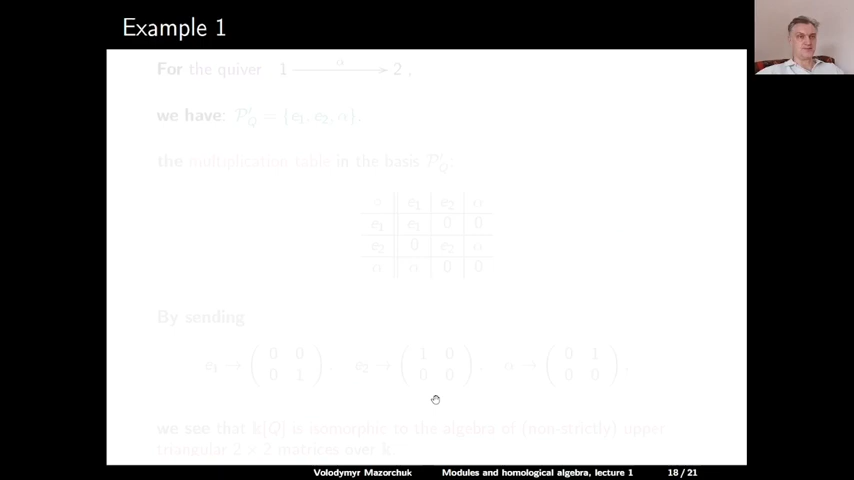 Example 1
For the quiver 1 —α→ 2 ,
we have: 𝒫′_Q = {e₁, e₂, α}.
the multiplication table in the basis 𝒫′_Q:
∘ e₁ e₂ α
e₁ e₁ 0 0
e₂ 0 e₂ α
α α 0 0
By sending
e₁ → ( 0 0 ; 0 1 ) , e₂ → ( 1 0 ; 0 0 ) , α → ( 0 1 ; 0 0 ) ,
we see that k[Q] is isomorphic to the algebra of (non-strictly) upper
triangular 2 × 2 matrices over k
Volodymyr Mazorchuk Modules and homological algebra, lecture 1 18 / 21